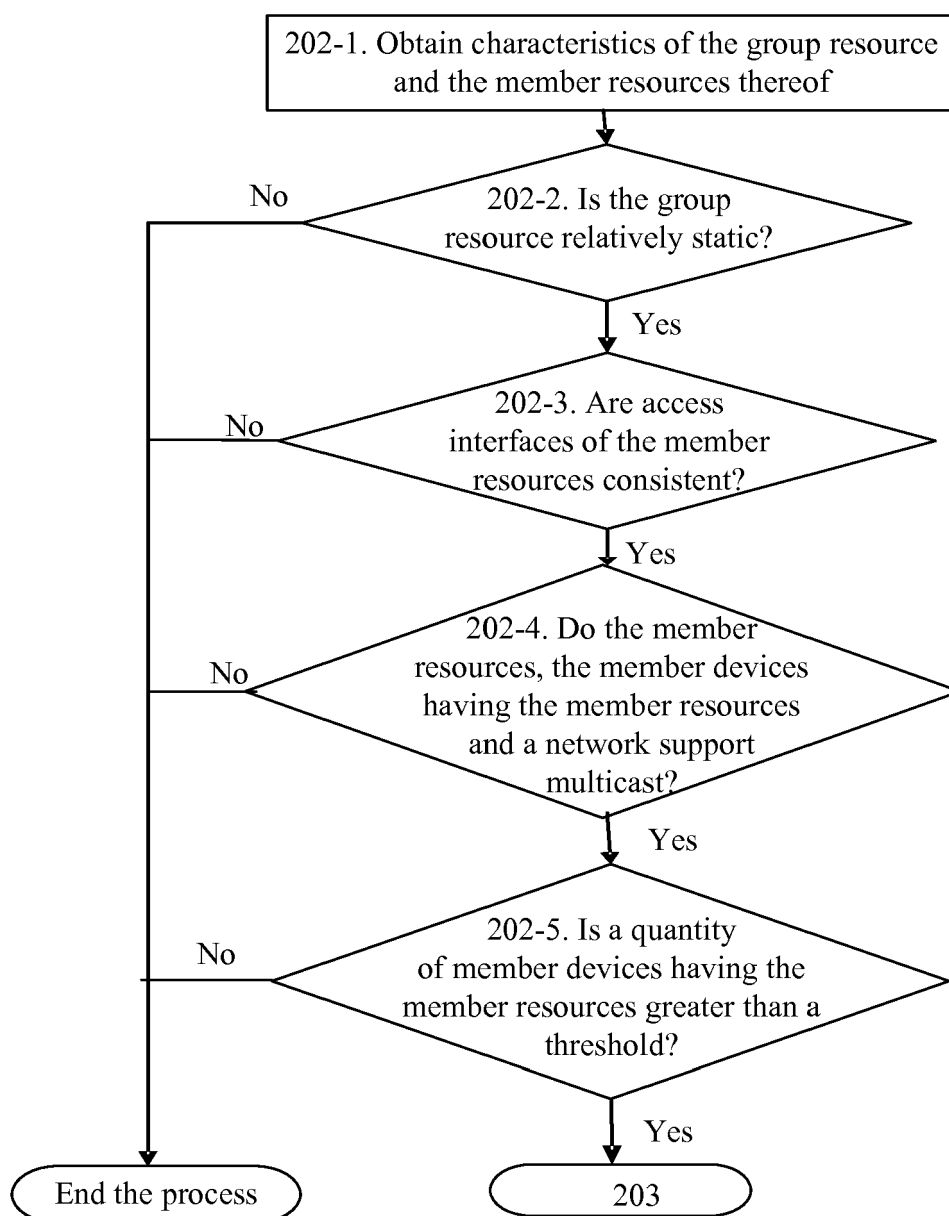 202-1. Obtain characteristics of the group resource
and the member resources thereof
No
202-2. Is the group
resource relatively static?
Yes
No
202-3. Are access
interfaces of the member
resources consistent?
Yes
No
202-4. Do the member
resources, the member devices
having the member resources
and a network support
multicast?
Yes
No
202-5. Is a quantity
of member devices having the
member resources greater than a
threshold?
Yes
End the process
203